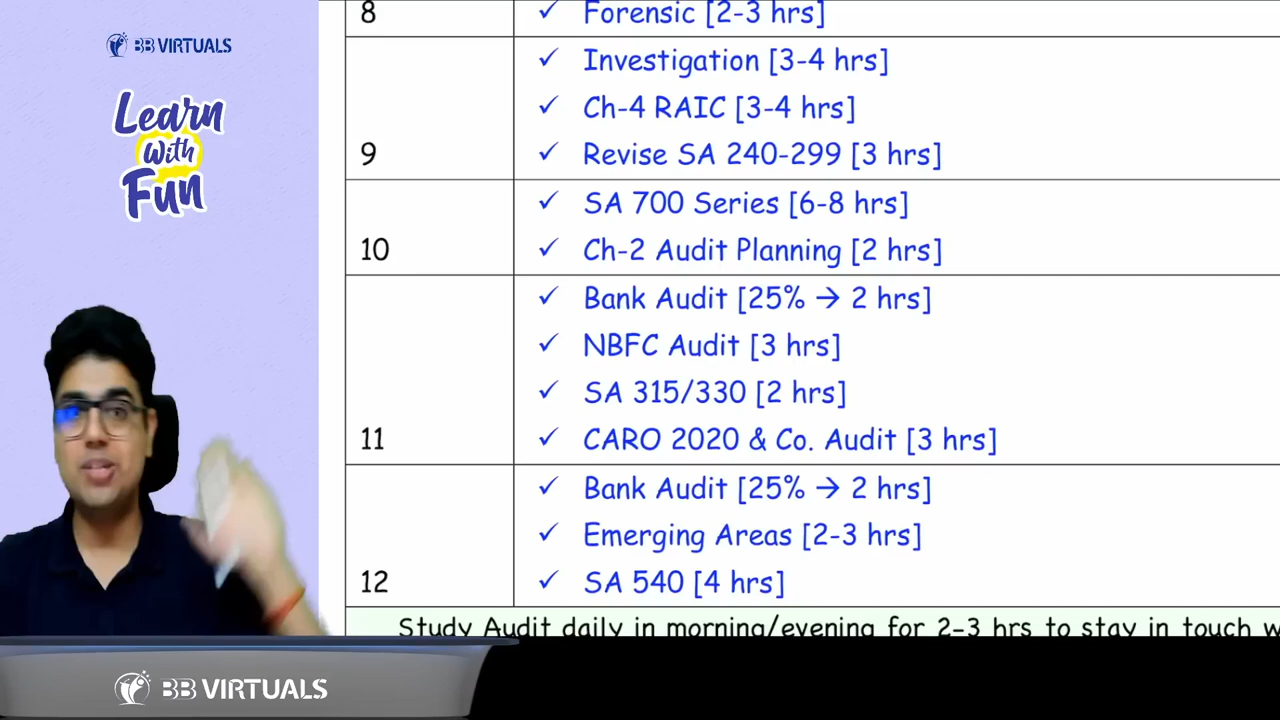 BB VIRTUALS
Learn
With
Fun
8
✓ Forensic [2-3 hrs]
✓ Investigation [3-4 hrs]
✓ Ch-4 RAIC [3-4 hrs]
9
✓ Revise SA 240-299 [3 hrs]
✓ SA 700 Series [6-8 hrs]
10
✓ Ch-2 Audit Planning [2 hrs]
✓ Bank Audit [25% → 2 hrs]
✓ NBFC Audit [3 hrs]
✓ SA 315/330 [2 hrs]
11
✓ CARO 2020 & Co. Audit [3 hrs]
✓ Bank Audit [25% → 2 hrs]
✓ Emerging Areas [2-3 hrs]
12
✓ SA 540 [4 hrs]
Study Audit daily in morning/evening for 2-3 hrs to stay in touch
BB VIRTUALS